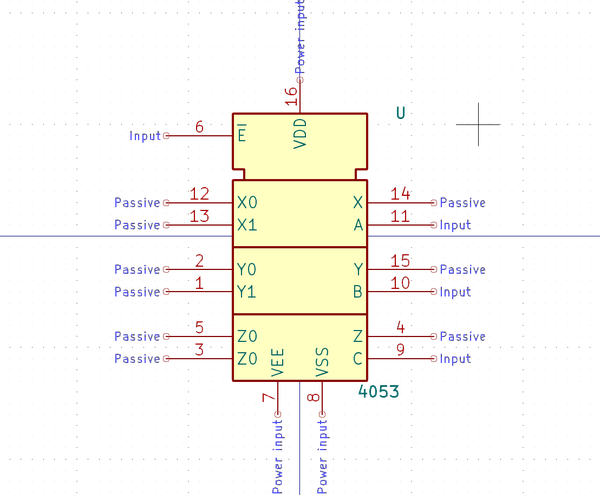 Power input
16
VDD
U
Input 6 E̅
Passive 12 X0 X 14 Passive
Passive 13 X1 A 11 Input
Passive 2 Y0 Y 15 Passive
Passive 1 Y1 B 10 Input
Passive 5 Z0 Z 4 Passive
Passive 3 Z0 C 9 Input
VEE VSS
4053
7 8
Power input Power input